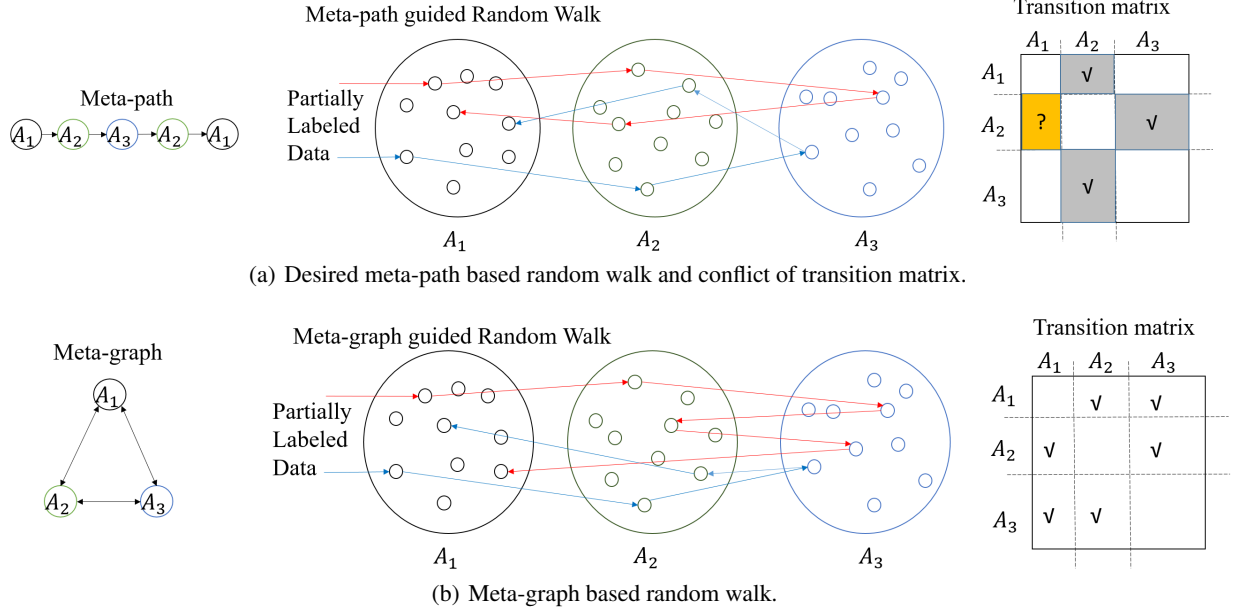 Meta-path guided Random Walk
Transition matrix
A₁ A₂ A₃
Meta-path
A₁ A₂ A₃ A₂ A₁
Partially
Labeled
Data
A₁ √
A₂ ? √
A₃ √
A₁ A₂ A₃
(a) Desired meta-path based random walk and conflict of transition matrix.
Meta-graph guided Random Walk
Transition matrix
A₁ A₂ A₃
Meta-graph
A₁
A₂ A₃
Partially
Labeled
Data
A₁ √ √
A₂ √ √
A₃ √ √
A₁ A₂ A₃
(b) Meta-graph based random walk.